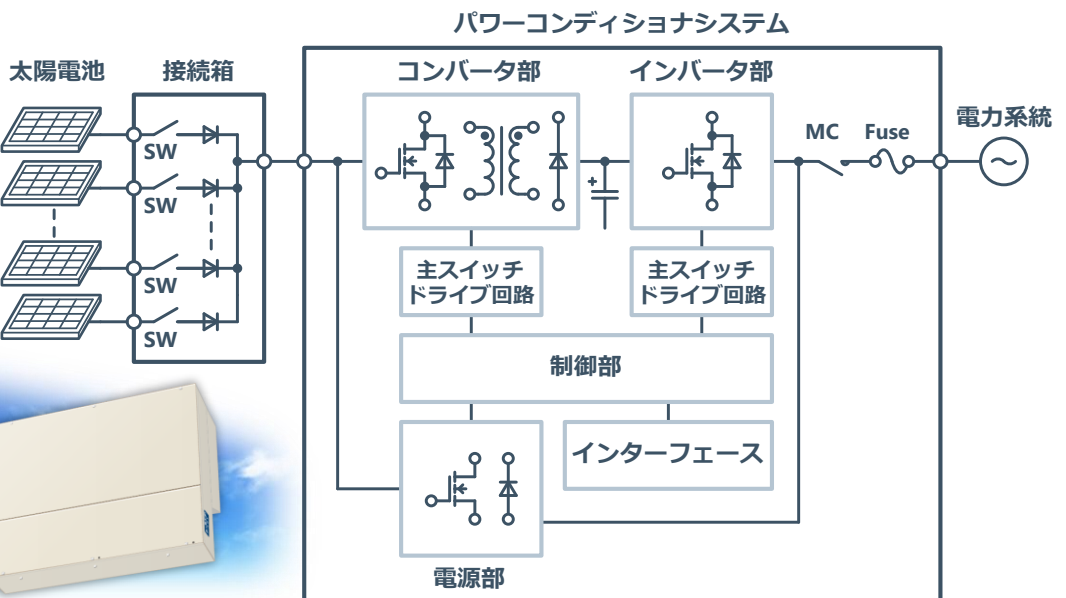 パワーコンディショナシステム
太陽電池
接続箱
コンバータ部
インバータ部
電力系統
MC
Fuse
SW
SW
SW
SW
主スイッチ
ドライブ回路
主スイッチ
ドライブ回路
制御部
インターフェース
電源部